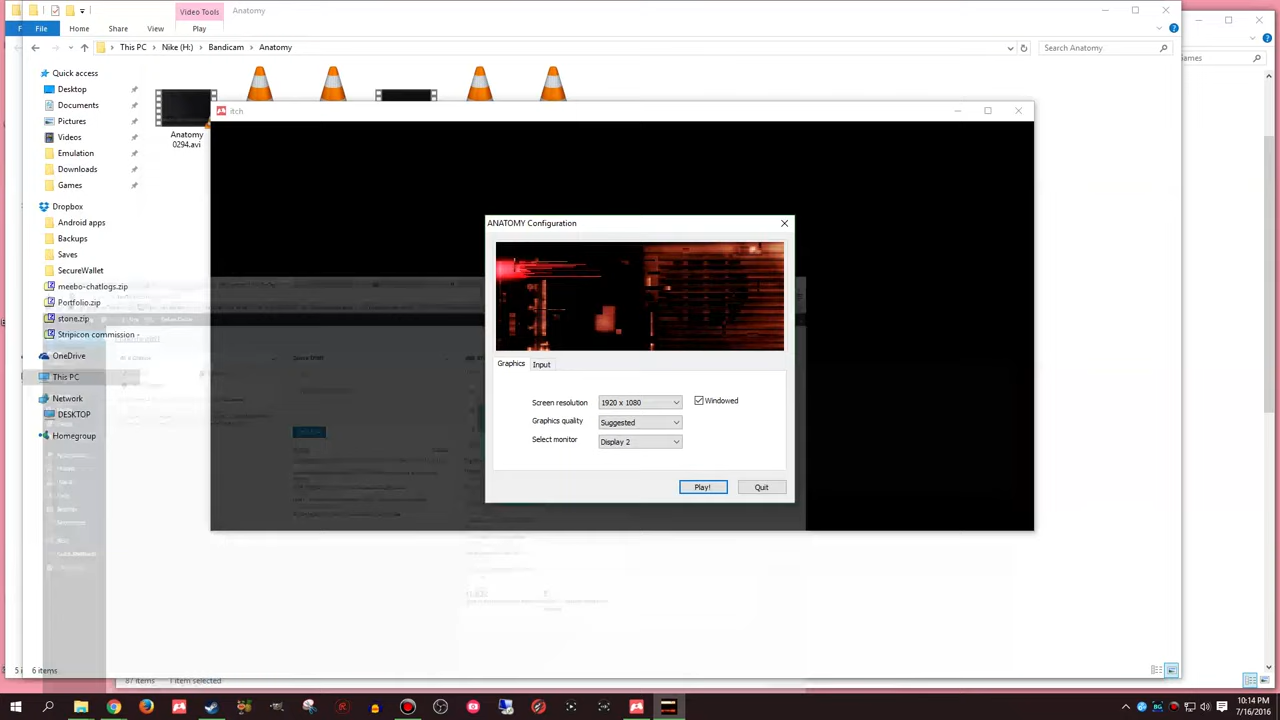 Video Tools
Anatomy
File
Home
Share
View
Play
This PC
Nike (H:)
Bandicam
Anatomy
Search Anatomy
Games
Quick access
Desktop
Documents
Pictures
Videos
Emulation
Downloads
Games
Dropbox
Android apps
Backups
Saves
SecureWallet
meebo-chatlogs.zip
Portfolio.zip
stone.zip
Stripicon commission -
OneDrive
This PC
Network
DESKTOP
Homegroup
Anatomy
0294.avi
itch
ANATOMY Configuration
Graphics
Input
Screen resolution
1920 x 1080
Windowed
Graphics quality
Suggested
Select monitor
Display 2
Play!
Quit
6 items
87 items
1 item selected
10:14 PM
7/16/2016